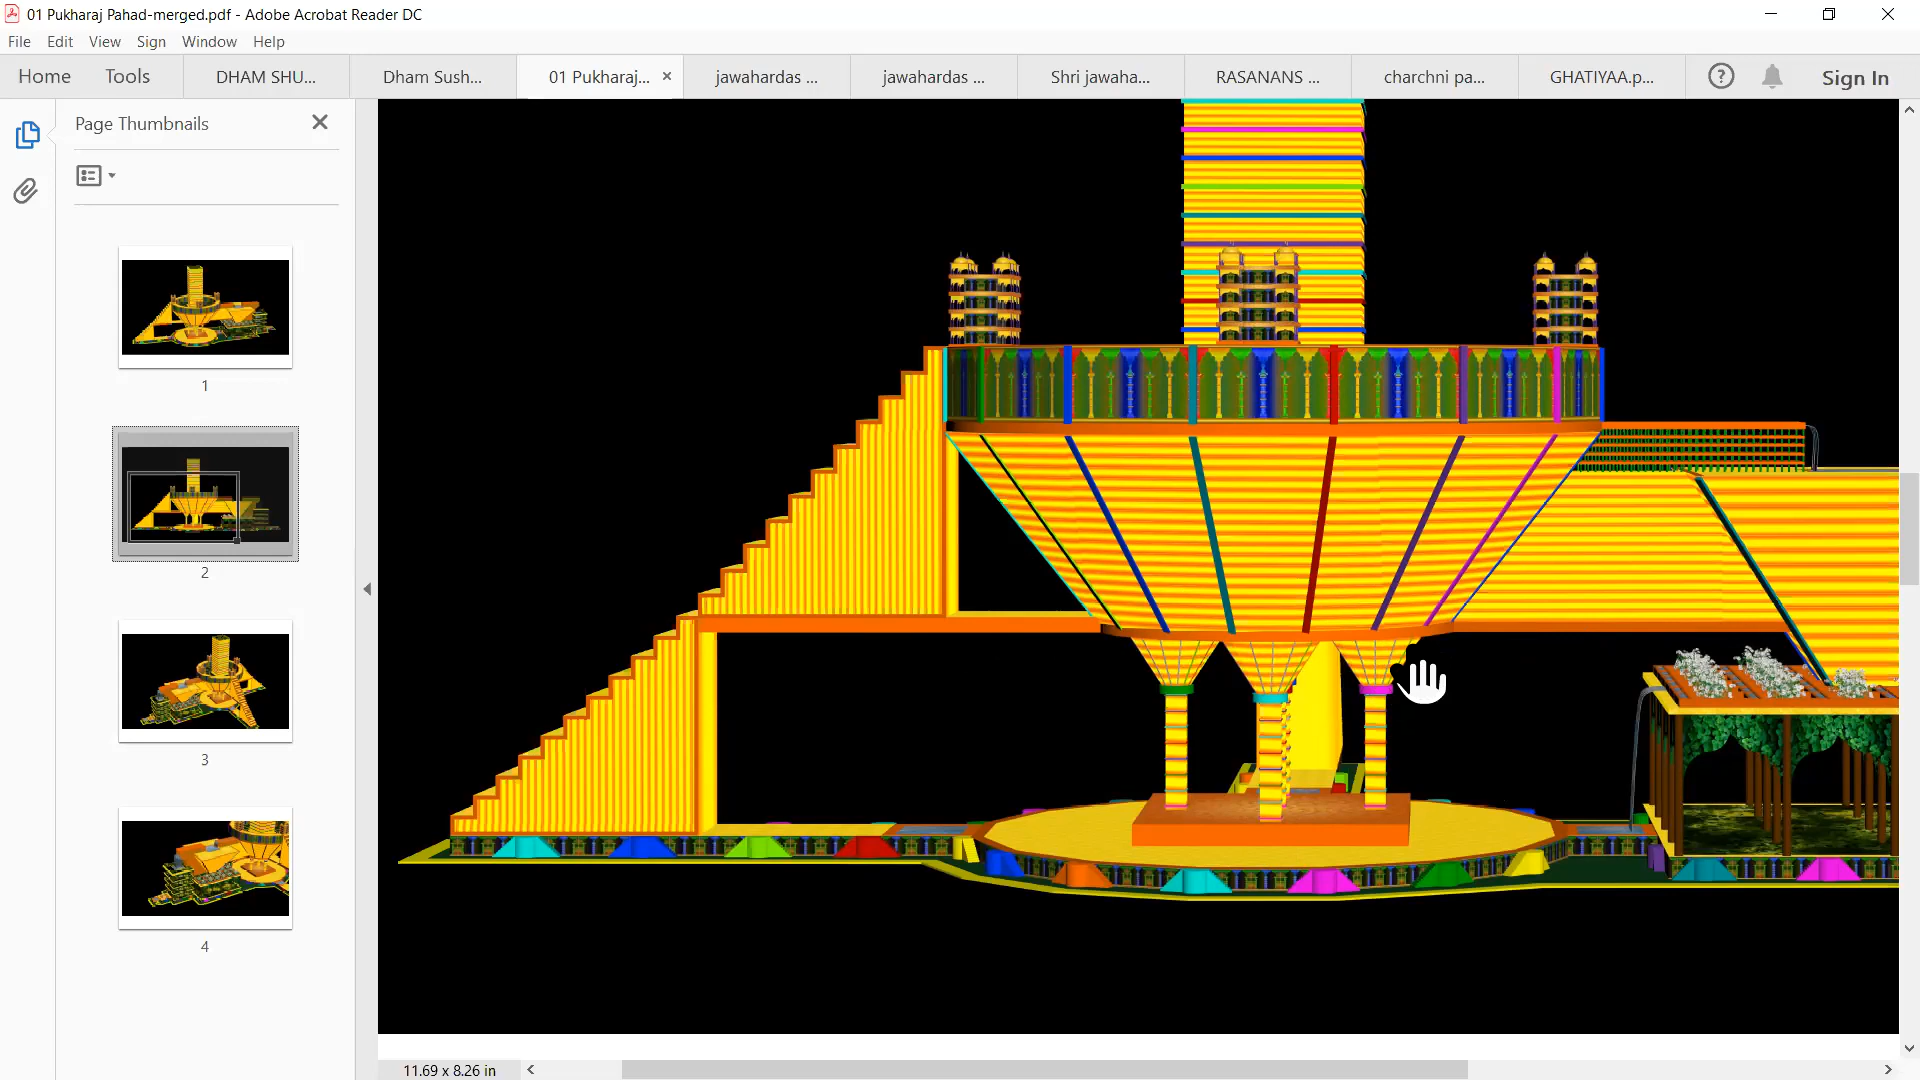 01 Pukharaj Pahad-merged.pdf - Adobe Acrobat Reader DC
File Edit View Sign Window Help
Home Tools DHAM SHU... Dham Sush... 01 Pukharaj... jawahardas ... jawahardas ... Shri jawaha... RASANANS ... charchni pa... GHATIYAA.p... Sign In
Page Thumbnails
1
2
3
4
11.69 x 8.26 in